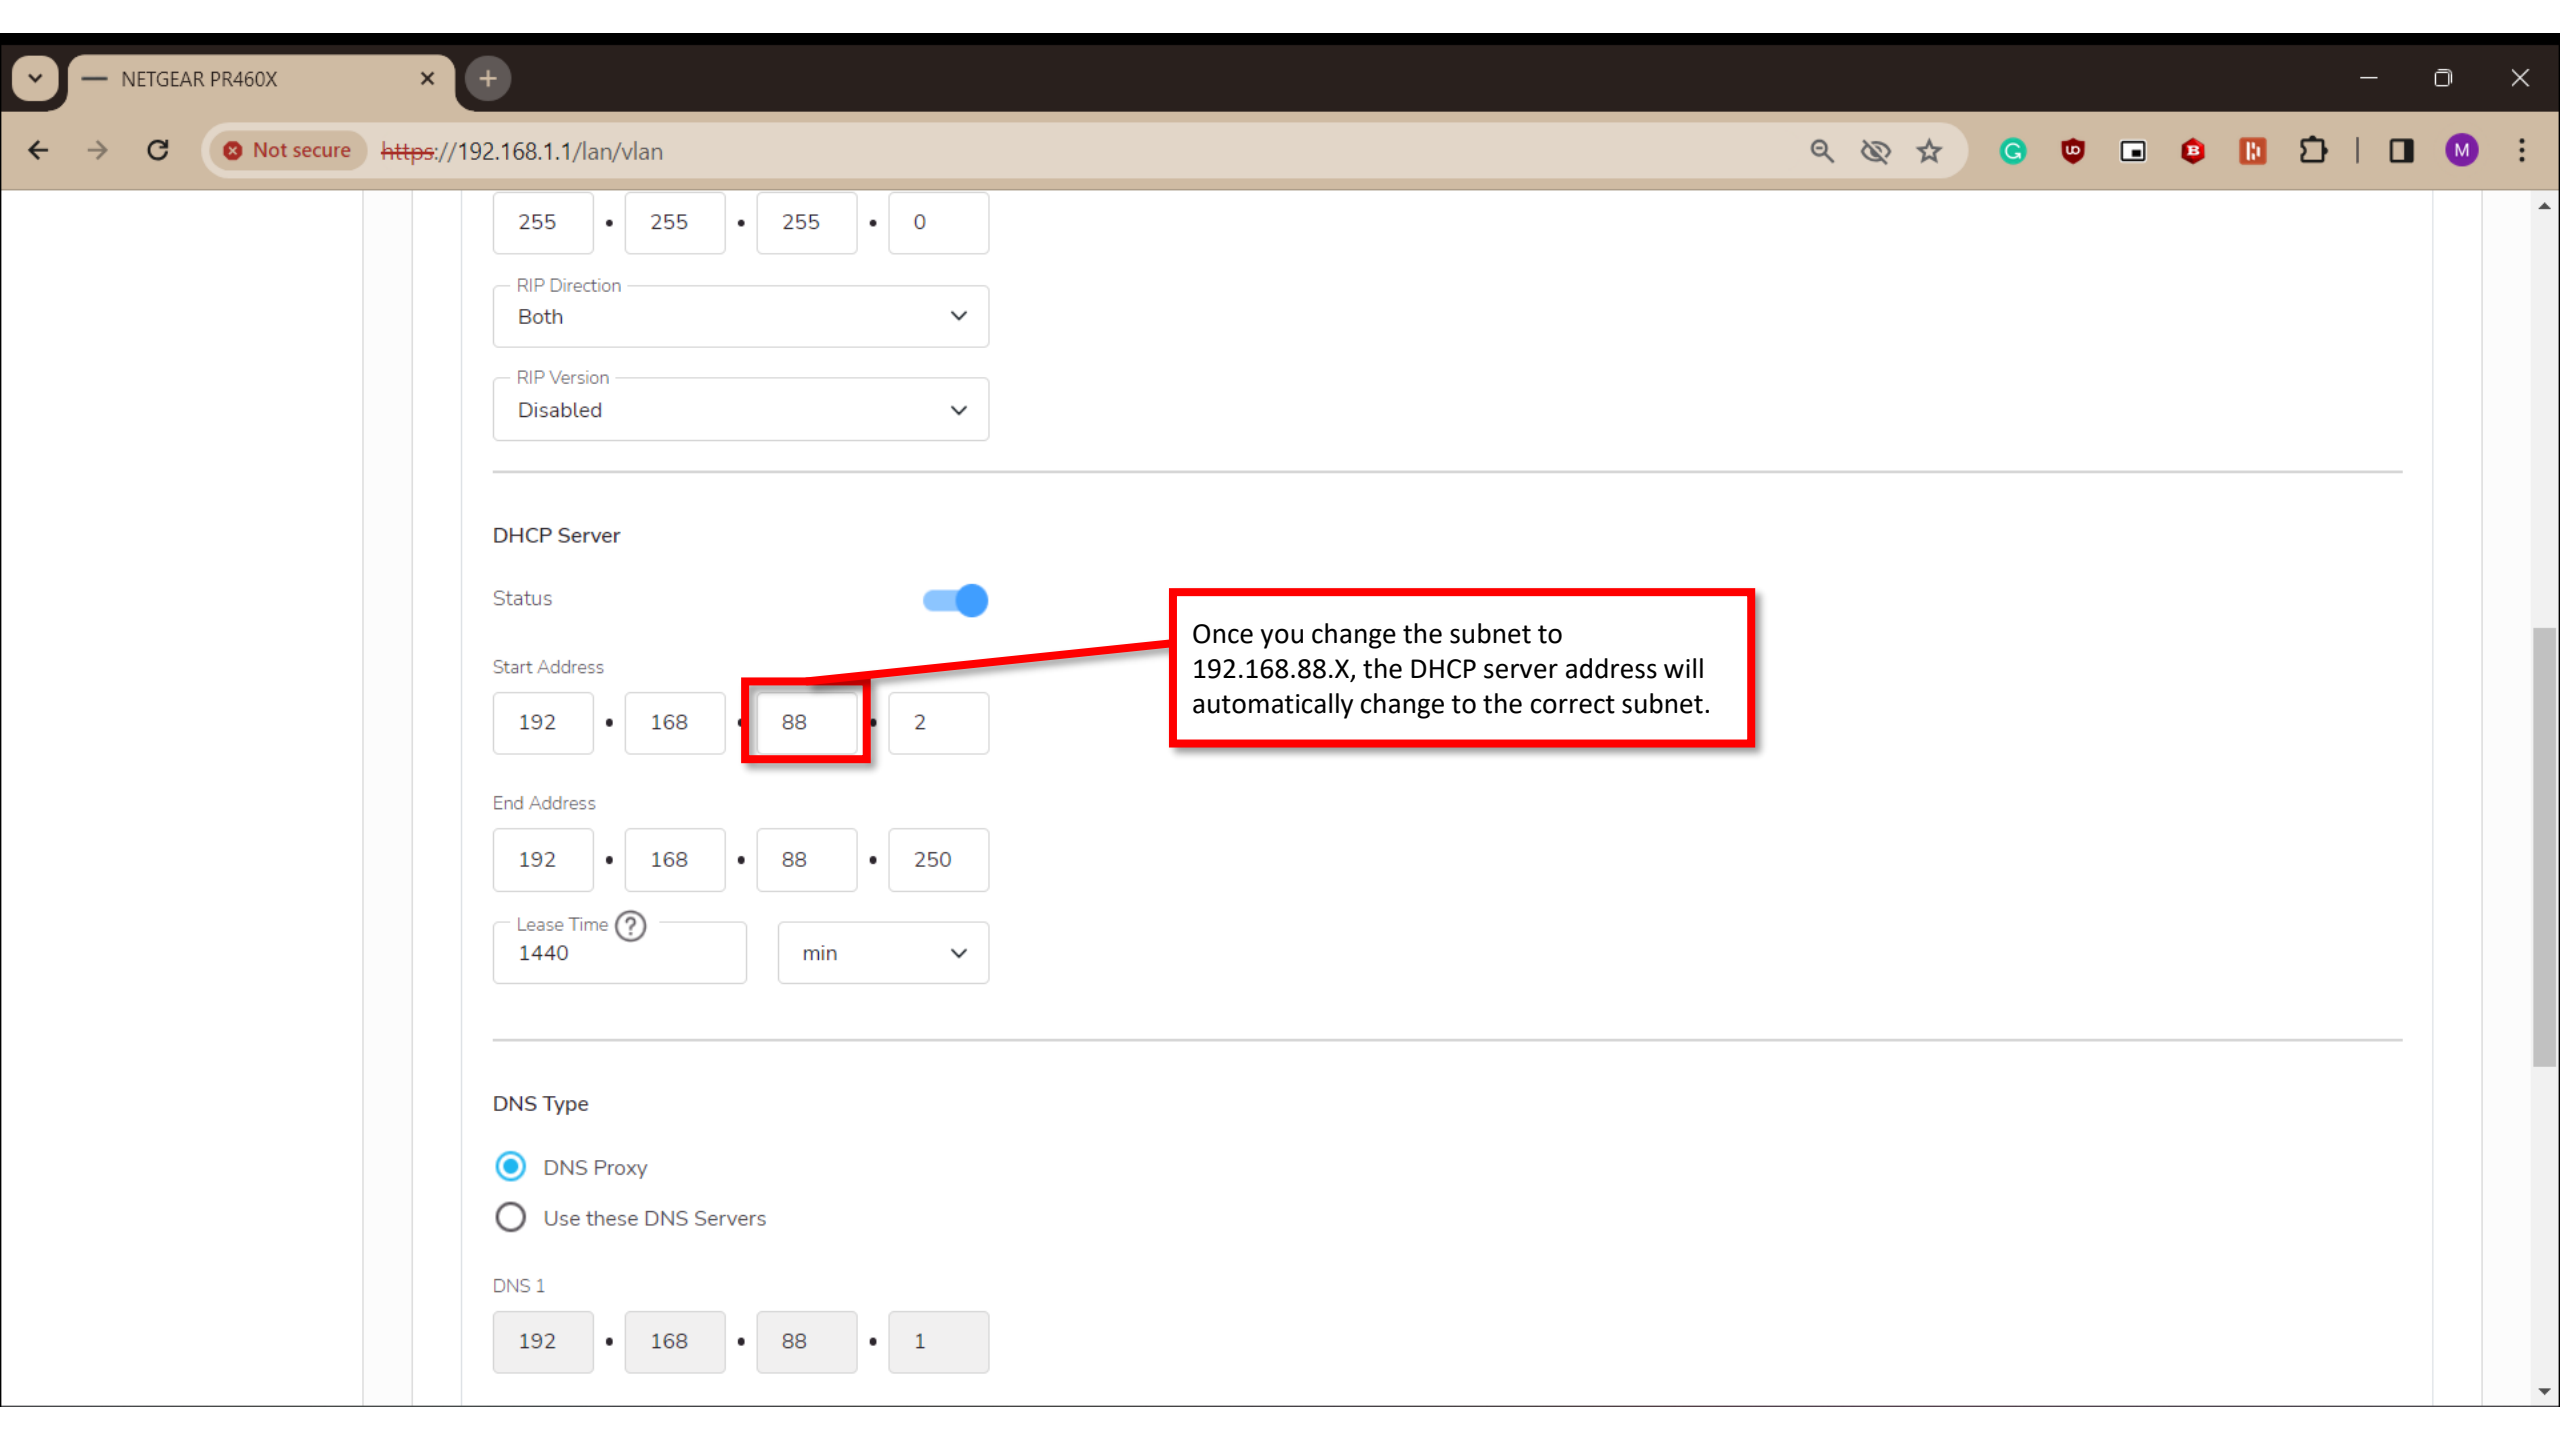 NETGEAR PR460X
Not secure https://192.168.1.1/lan/vlan
M
255 • 255 • 255 • 0
RIP Direction
Both
RIP Version
Disabled
DHCP Server
Status
Once you change the subnet to
192.168.88.X, the DHCP server address will
automatically change to the correct subnet.
Start Address
192 • 168 • 88 • 2
End Address
192 • 168 • 88 • 250
Lease Time ?
1440 min
DNS Type
DNS Proxy
Use these DNS Servers
DNS 1
192 • 168 • 88 • 1